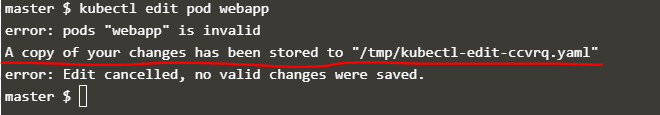 master $ kubectl edit pod webapp
error: pods "webapp" is invalid
A copy of your changes has been stored to "/tmp/kubectl-edit-ccvrq.yaml"
error: Edit cancelled, no valid changes were saved.
master $